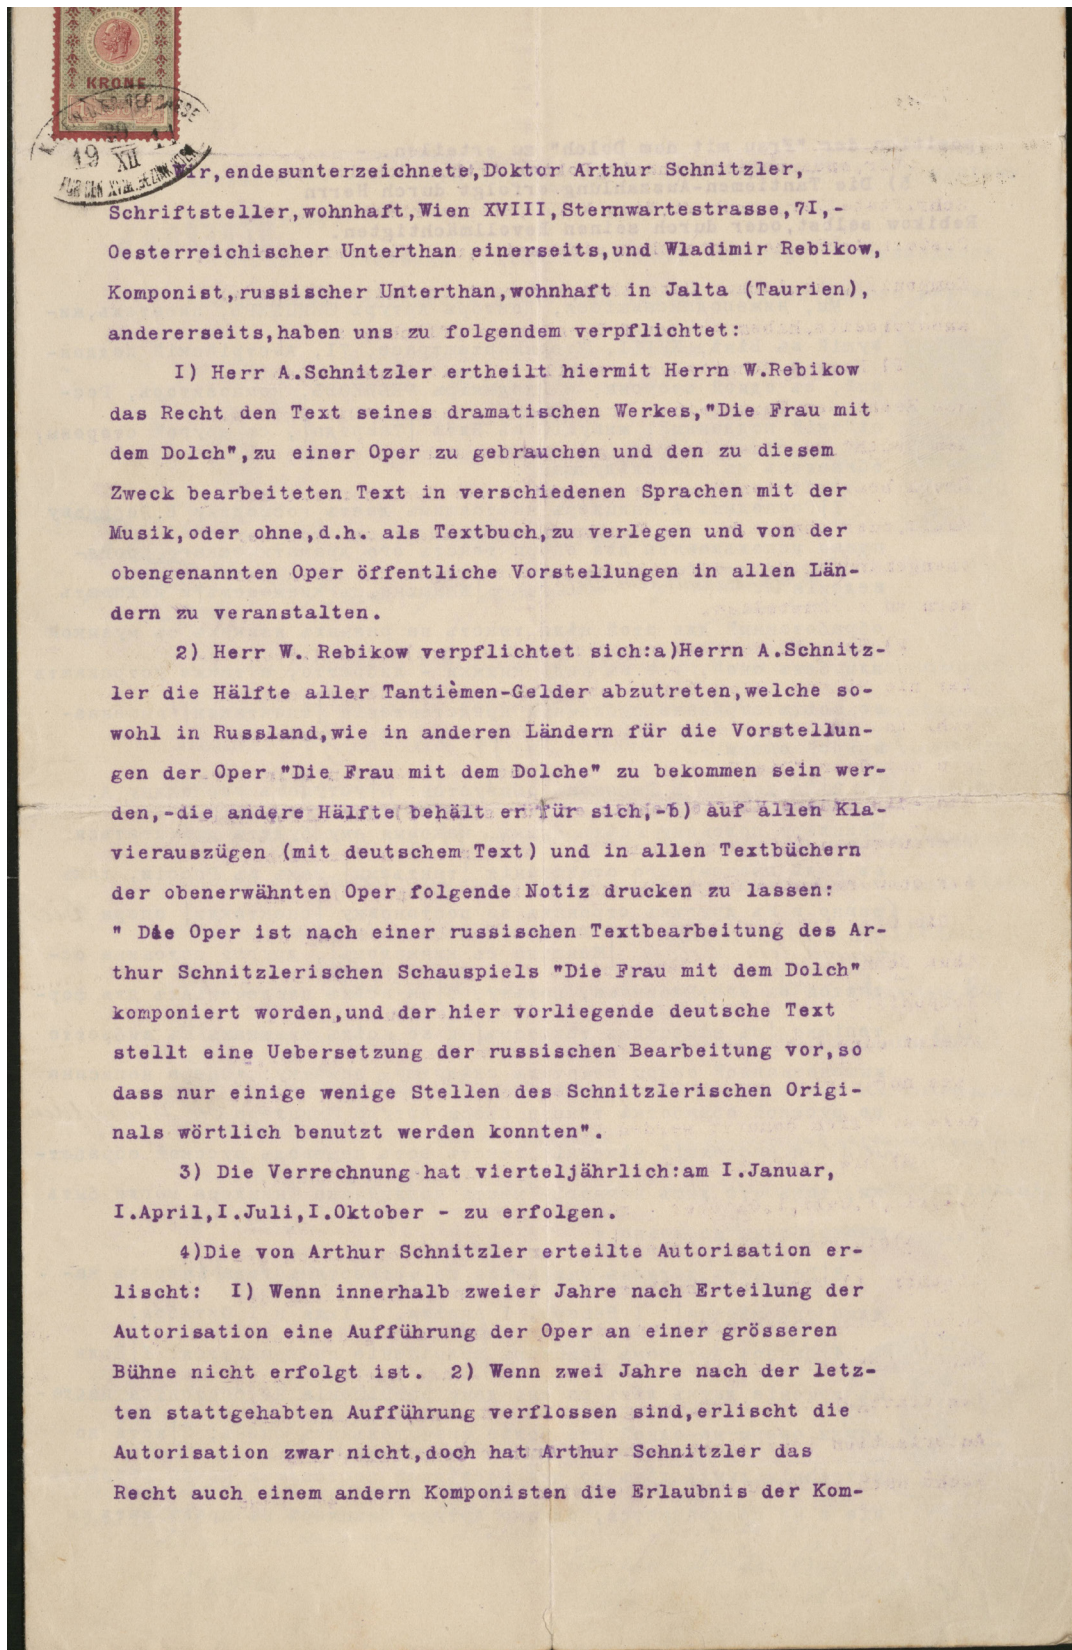 KRONE
19 XII
Wir,endesunterzeichnete,Doktor Arthur Schnitzler,
Schriftsteller,wohnhaft,Wien XVIII,Sternwartestrasse,7I,-
Oesterreichischer Unterthan einerseits,und Wladimir Rebikow,
Komponist,russischer Unterthan,wohnhaft in Jalta (Taurien),
andererseits,haben uns zu folgendem verpflichtet:
I) Herr A.Schnitzler ertheilt hiermit Herrn W.Rebikow
das Recht den Text seines dramatischen Werkes,"Die Frau mit
dem Dolch",zu einer Oper zu gebrauchen und den zu diesem
Zweck bearbeiteten Text in verschiedenen Sprachen mit der
Musik,oder ohne,d.h. als Textbuch,zu verlegen und von der
obengenannten Oper öffentliche Vorstellungen in allen Län-
dern zu veranstalten.
2) Herr W. Rebikow verpflichtet sich:a)Herrn A.Schnitz-
ler die Hälfte aller Tantièmen-Gelder abzutreten,welche so-
wohl in Russland,wie in anderen Ländern für die Vorstellun-
gen der Oper "Die Frau mit dem Dolche" zu bekommen sein wer-
den,-die andere Hälfte behält er für sich,-b) auf allen Kla-
vierauszügen (mit deutschem Text) und in allen Textbüchern
der obenerwähnten Oper folgende Notiz drucken zu lassen:
" Die Oper ist nach einer russischen Textbearbeitung des Ar-
thur Schnitzlerischen Schauspiels "Die Frau mit dem Dolch"
komponiert worden,und der hier vorliegende deutsche Text
stellt eine Uebersetzung der russischen Bearbeitung vor,so
dass nur einige wenige Stellen des Schnitzlerischen Origi-
nals wörtlich benutzt werden konnten".
3) Die Verrechnung hat vierteljährlich:am I.Januar,
I.April,I.Juli,I.Oktober - zu erfolgen.
4)Die von Arthur Schnitzler erteilte Autorisation er-
lischt: I) Wenn innerhalb zweier Jahre nach Erteilung der
Autorisation eine Aufführung der Oper an einer grösseren
Bühne nicht erfolgt ist. 2) Wenn zwei Jahre nach der letz-
ten stattgehabten Aufführung verflossen sind,erlischt die
Autorisation zwar nicht,doch hat Arthur Schnitzler das
Recht auch einem andern Komponisten die Erlaubnis der Kom-